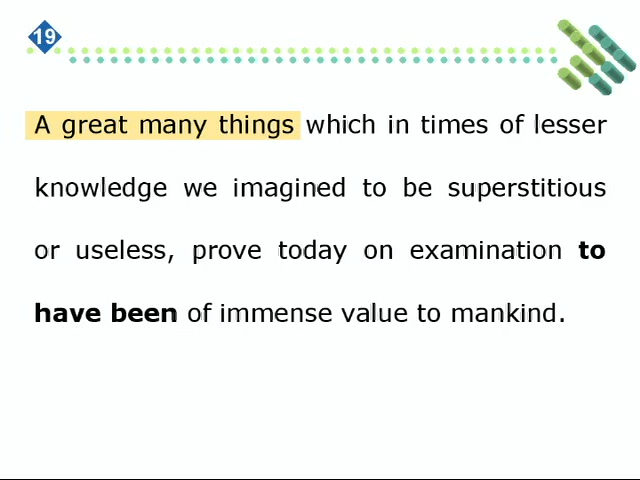 19
A great many things which in times of lesser
knowledge we imagined to be superstitious
or useless, prove today on examination to
have been of immense value to mankind.